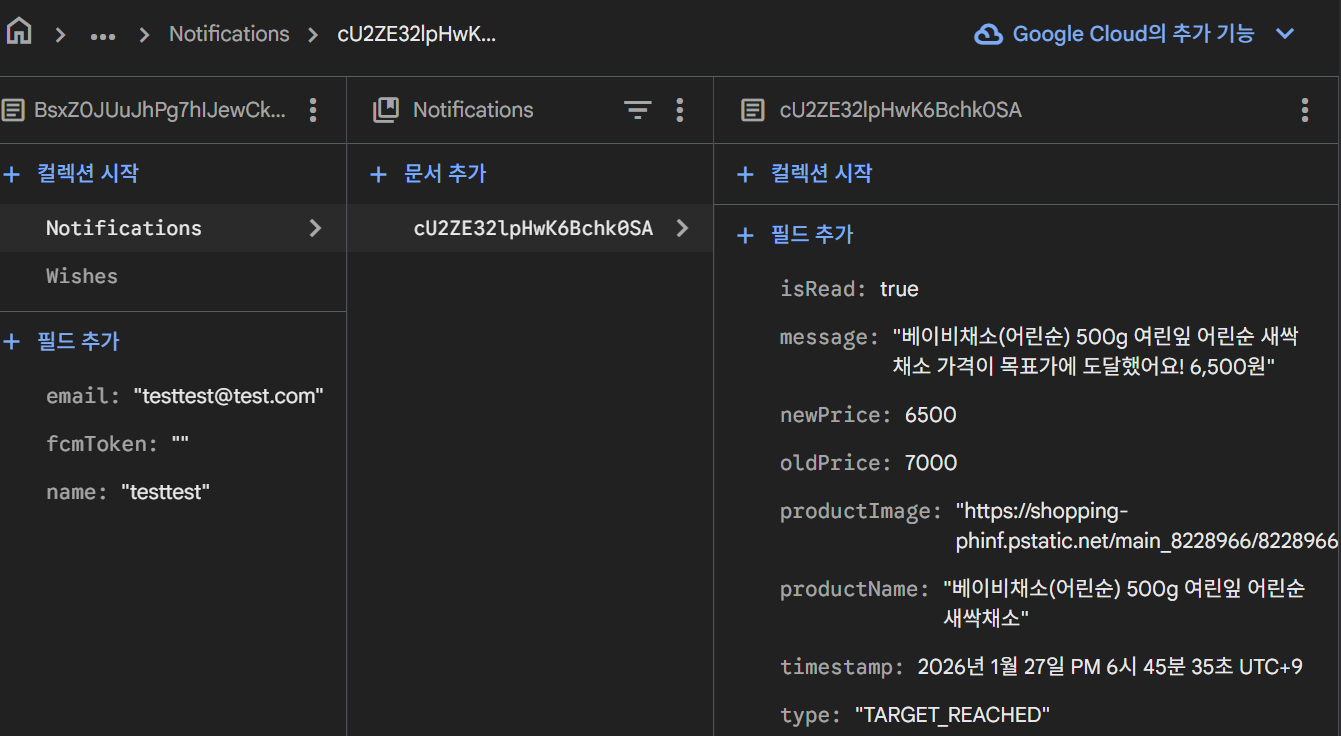 Notifications
cU2ZE32lpHwK...
Google Cloud의 추가 기능
BsxZ0JUuJhPg7hIJewCk...
Notifications
cU2ZE32lpHwK6Bchk0SA
+ 컬렉션 시작
+ 문서 추가
+ 컬렉션 시작
Notifications
Wishes
+ 필드 추가
email: "testtest@test.com"
fcmToken: ""
name: "testtest"
cU2ZE32lpHwK6Bchk0SA
+ 필드 추가
isRead: true
message: "베이비채소(어린순) 500g 여린잎 어린순 새싹
채소 가격이 목표가에 도달했어요! 6,500원"
newPrice: 6500
oldPrice: 7000
productImage: "https://shopping-
phinf.pstatic.net/main_8228966/8228966
productName: "베이비채소(어린순) 500g 여린잎 어린순
새싹채소"
timestamp: 2026년 1월 27일 PM 6시 45분 35초 UTC+9
type: "TARGET_REACHED"